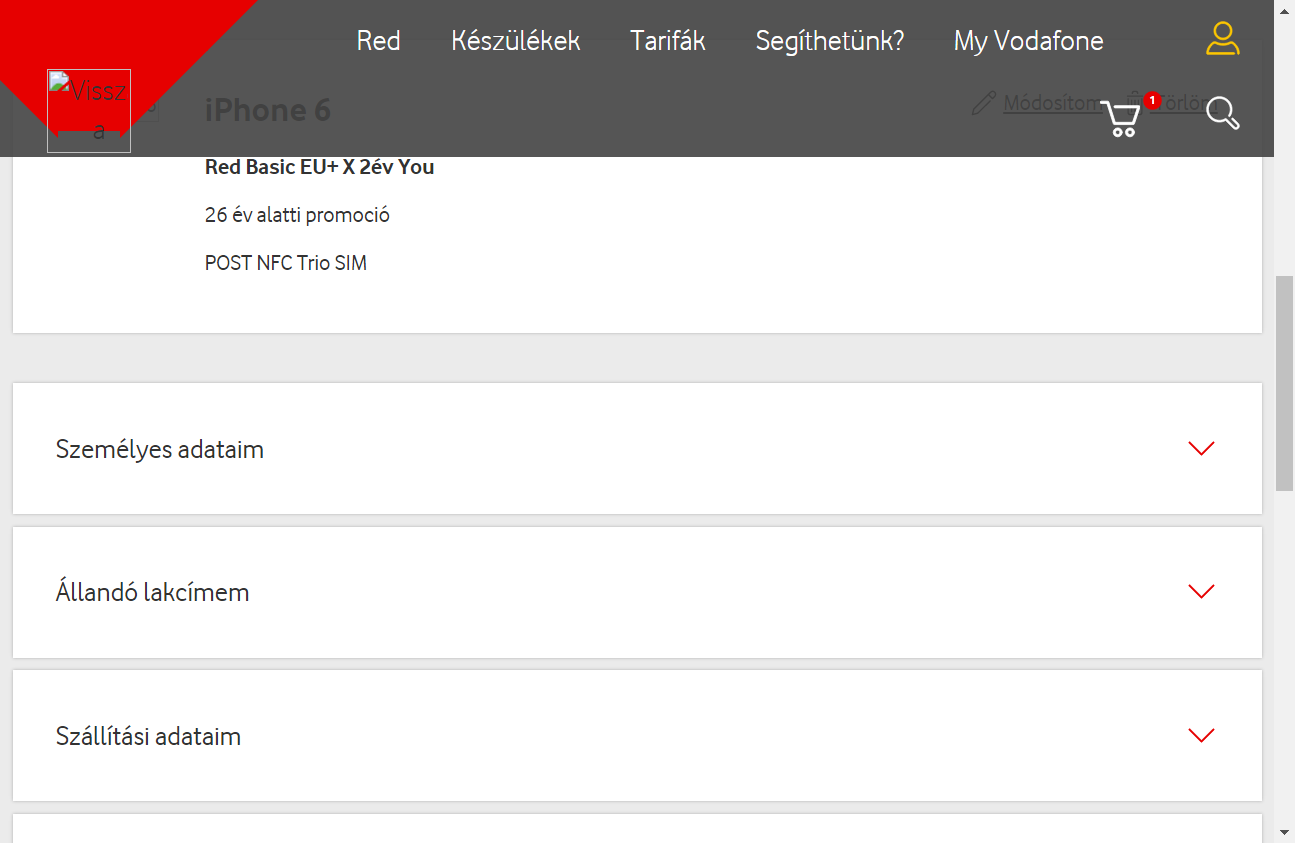 Red Készülékek Tarifák Segíthetünk? My Vodafone
Vissz
a
iPhone 6
Módosítom Törlöm
1
Red Basic EU+ X 2év You
26 év alatti promoció
POST NFC Trio SIM
Személyes adataim
Állandó lakcímem
Szállítási adataim